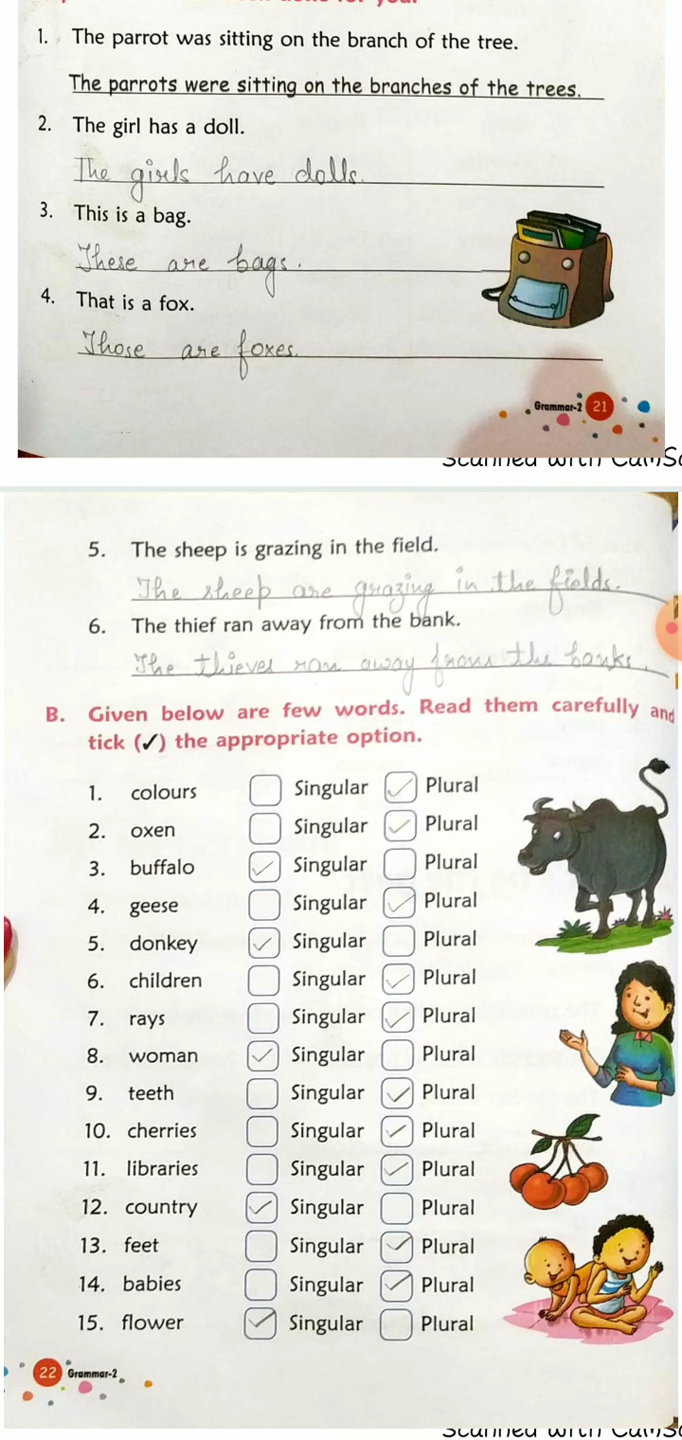 1. The parrot was sitting on the branch of the tree.
The parrots were sitting on the branches of the trees.
2. The girl has a doll.
The girls have dolls.
3. This is a bag.
These are bags.
4. That is a fox.
Those are foxes.
Grammar-2 21
Scanned with CamSc
5. The sheep is grazing in the field.
The sheep are grazing in the fields.
6. The thief ran away from the bank.
The thieves ran away from the banks.
B. Given below are few words. Read them carefully and
tick (✓) the appropriate option.
1. colours Singular ✓ Plural
2. oxen Singular ✓ Plural
3. buffalo ✓ Singular Plural
4. geese Singular ✓ Plural
5. donkey ✓ Singular Plural
6. children Singular ✓ Plural
7. rays Singular ✓ Plural
8. woman ✓ Singular Plural
9. teeth Singular ✓ Plural
10. cherries Singular ✓ Plural
11. libraries Singular ✓ Plural
12. country ✓ Singular Plural
13. feet Singular ✓ Plural
14. babies Singular ✓ Plural
15. flower ✓ Singular Plural
22 Grammar-2
Scanned with CamSc